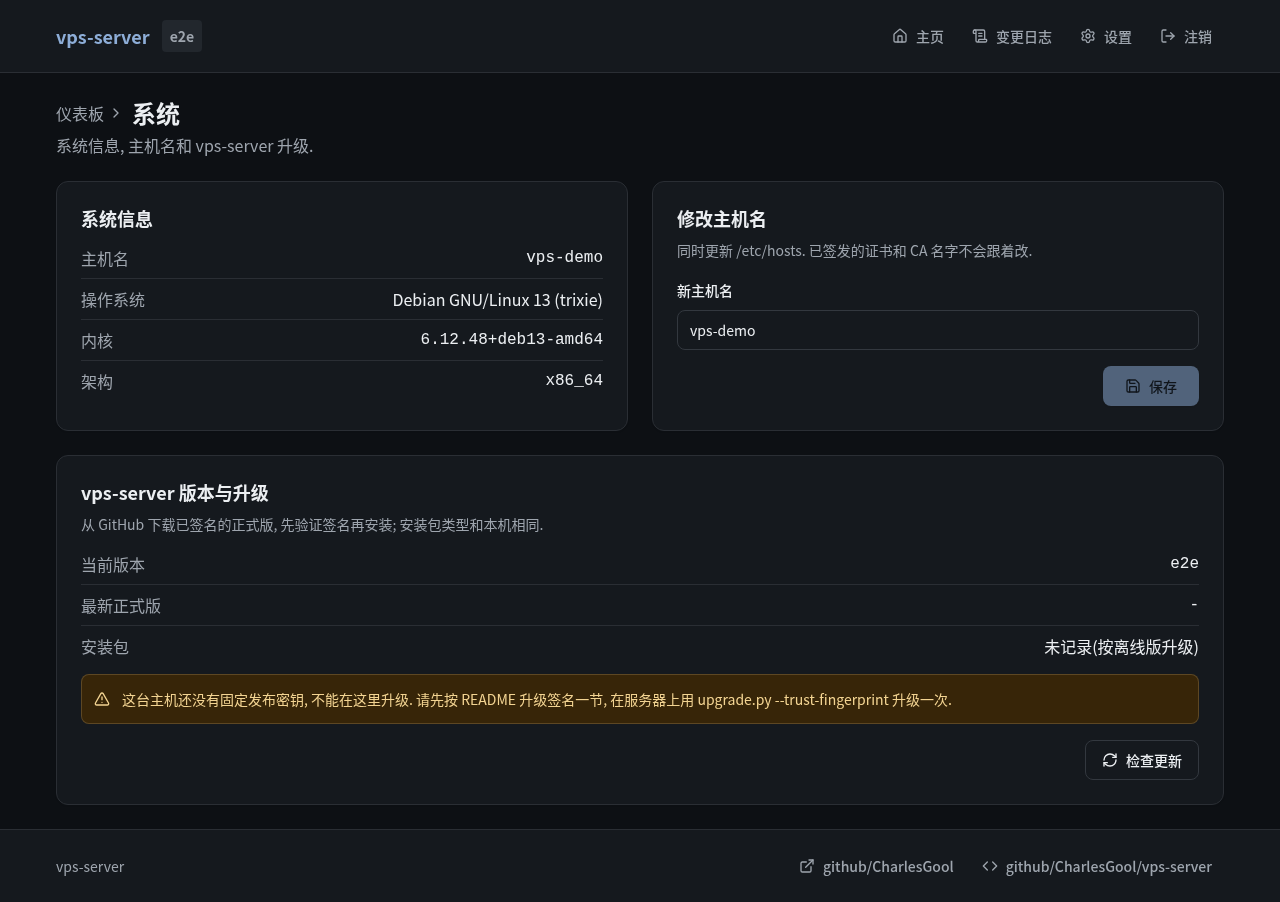 vps-server e2e 主页 变更日志 设置 注销
仪表板 系统
系统信息, 主机名和 vps-server 升级.
系统信息
主机名 vps-demo
操作系统 Debian GNU/Linux 13 (trixie)
内核 6.12.48+deb13-amd64
架构 x86_64
修改主机名
同时更新 /etc/hosts. 已签发的证书和 CA 名字不会跟着改.
新主机名
vps-demo
保存
vps-server 版本与升级
从 GitHub 下载已签名的正式版, 先验证签名再安装; 安装包类型和本机相同.
当前版本 e2e
最新正式版 -
安装包 未记录(按离线版升级)
这台主机还没有固定发布密钥, 不能在这里升级. 请先按 README 升级签名一节, 在服务器上用 upgrade.py --trust-fingerprint 升级一次.
检查更新
vps-server github/CharlesGool github/CharlesGool/vps-server